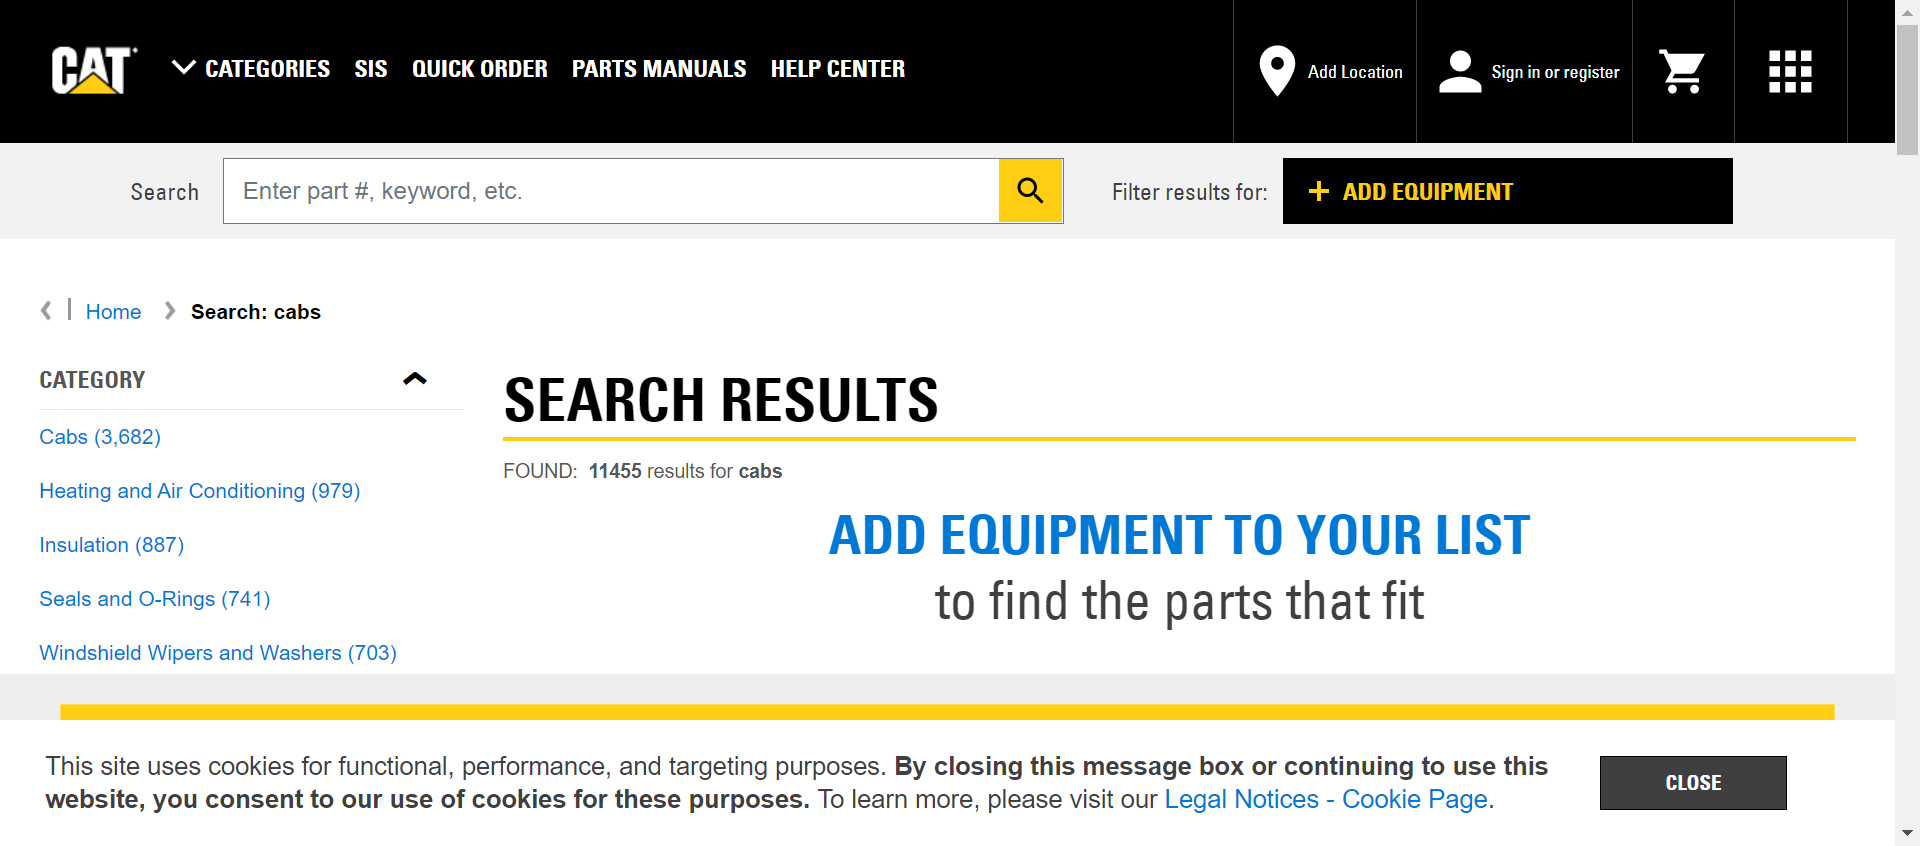 CAT
CATEGORIES SIS QUICK ORDER PARTS MANUALS HELP CENTER
Add Location
Sign in or register
Search
Enter part #, keyword, etc.
Filter results for:
+ ADD EQUIPMENT
Home
Search: cabs
CATEGORY
Cabs (3,682)
Heating and Air Conditioning (979)
Insulation (887)
Seals and O-Rings (741)
Windshield Wipers and Washers (703)
SEARCH RESULTS
FOUND: 11455 results for cabs
ADD EQUIPMENT TO YOUR LIST
to find the parts that fit
This site uses cookies for functional, performance, and targeting purposes. By closing this message box or continuing to use this
website, you consent to our use of cookies for these purposes. To learn more, please visit our Legal Notices - Cookie Page.
CLOSE